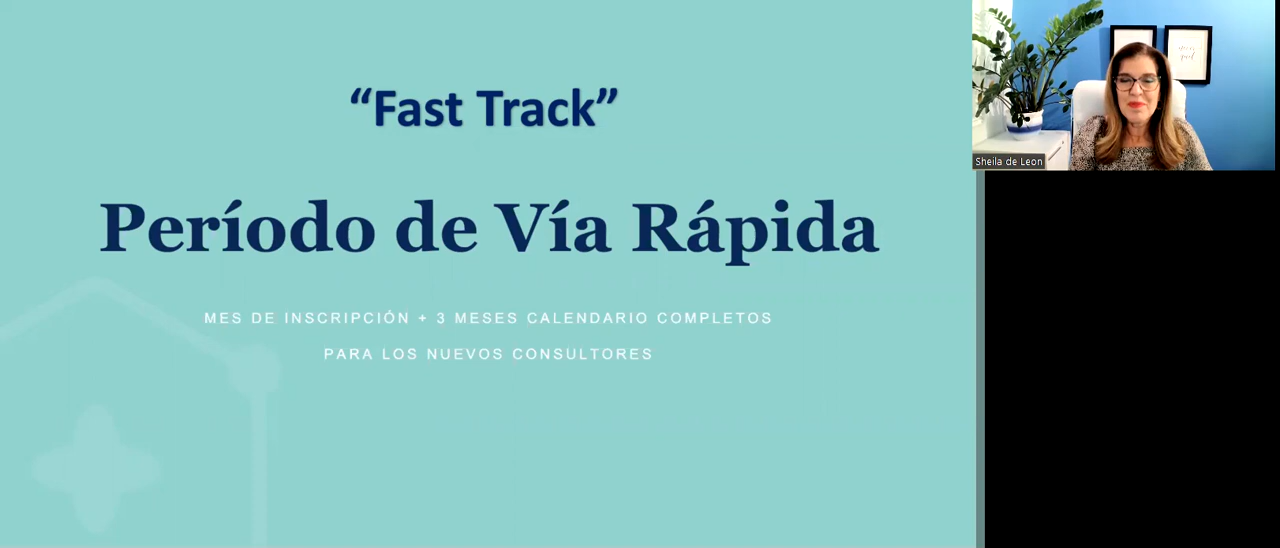 “Fast Track”
Período de Vía Rápida
MES DE INSCRIPCIÓN + 3 MESES CALENDARIO COMPLETOS
PARA LOS NUEVOS CONSULTORES
Sheila de Leon